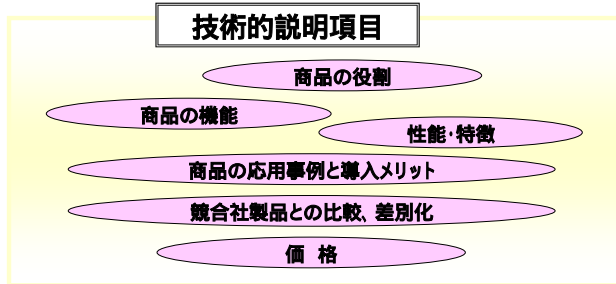 技術的説明項目
商品の役割
商品の機能
性能・特徴
商品の応用事例と導入メリット
競合社製品との比較、差別化
価 格